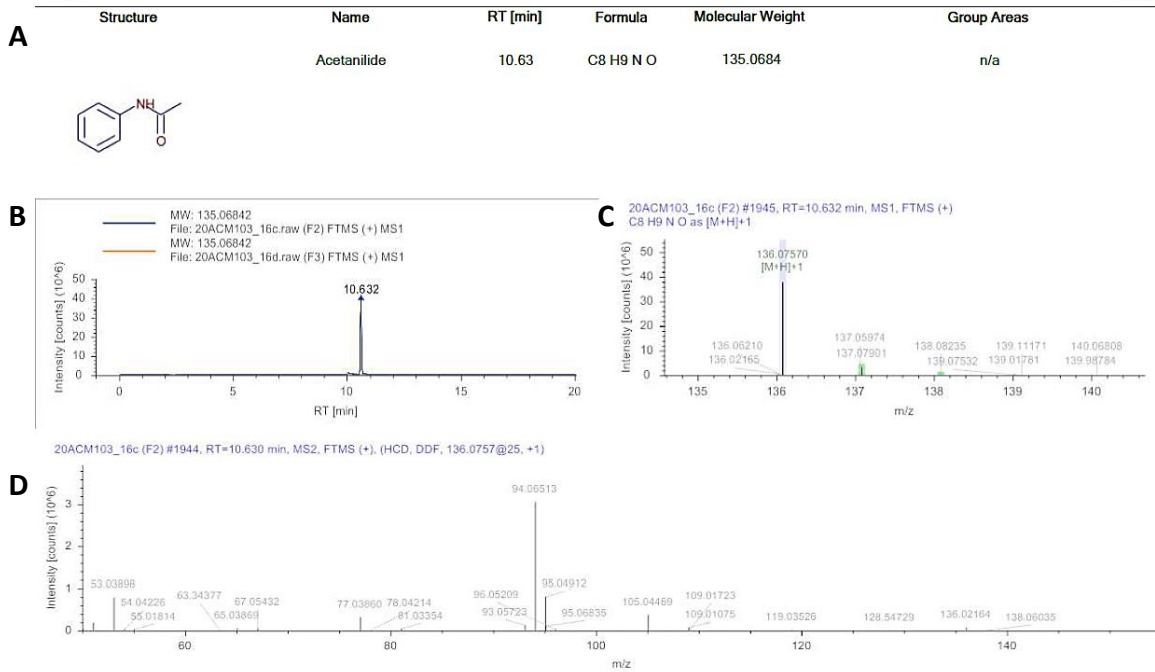 Structure Name RT [min] Formula Molecular Weight Group Areas
A
Acetanilide 10.63 C8 H9 N O 135.0684 n/a
NH
O
B
MW: 135.06842
File: 20ACM103_16c.raw (F2) FTMS (+) MS1
MW: 135.06842
File: 20ACM103_16d.raw (F3) FTMS (+) MS1
Intensity [counts] (10^6)
50
40
30
20
10
0
10.632
0 5 10 15 20
RT [min]
C
20ACM103_16c (F2) #1945, RT=10.632 min, MS1, FTMS (+)
C8 H9 N O as [M+H]+1
Intensity [counts] (10^6)
50
40
30
20
10
0
136.07570
[M+H]+1
136.06210
136.02165
137.05974
137.07901
138.08235
139.07532
139.11171
139.01781
140.06808
139.98784
135 136 137 138 139 140
m/z
20ACM103_16c (F2) #1944, RT=10.630 min, MS2, FTMS (+), (HCD, DDF, 136.0757@25, +1)
D
Intensity [counts] (10^6)
3
2
1
0
53.03898
54.04226
55.01814
63.34377
65.03869
67.05432
77.03860
78.04214
81.03354
94.06513
96.05209
93.05723
95.04912
95.06835
105.04469
109.01723
109.01075
119.03526
128.54729
136.02164
138.06035
60 80 100 120 140
m/z